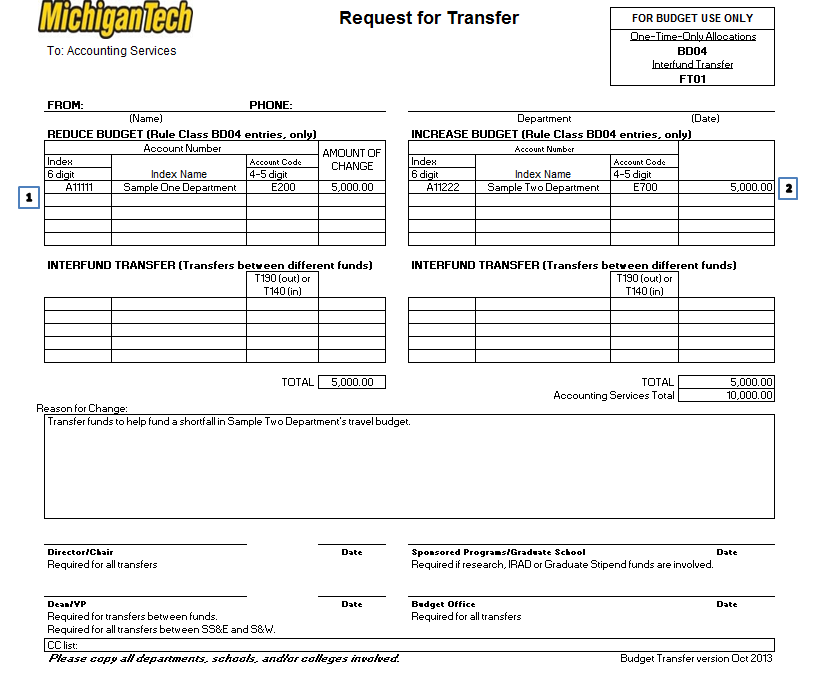 MichiganTech
Request for Transfer
To: Accounting Services
FOR BUDGET USE ONLY
One-Time-Only Allocations
BD04
Interfund Transfer
FT01
FROM: PHONE:
(Name) Department (Date)
REDUCE BUDGET (Rule Class BD04 entries, only)
Account Number AMOUNT OF CHANGE
Index Account Code
6 digit Index Name 4-5 digit
1 A11111 Sample One Department E200 5,000.00
INCREASE BUDGET (Rule Class BD04 entries, only)
Account Number
Index Account Code
6 digit Index Name 4-5 digit
A11222 Sample Two Department E700 5,000.00 2
INTERFUND TRANSFER (Transfers between different funds)
T190 (out) or
T140 (in)
TOTAL 5,000.00
INTERFUND TRANSFER (Transfers between different funds)
T190 (out) or
T140 (in)
TOTAL 5,000.00
Accounting Services Total 10,000.00
Reason for Change:
Transfer funds to help fund a shortfall in Sample Two Department's travel budget.
Director/Chair Date
Required for all transfers
Sponsored Programs/Graduate School Date
Required if research, IRAD or Graduate Stipend funds are involved.
Dean/VP Date
Required for transfers between funds.
Required for all transfers between SS&E and S&W.
Budget Office Date
Required for all transfers
CC list:
Please copy all departments, schools, and/or colleges involved.
Budget Transfer version Oct 2013